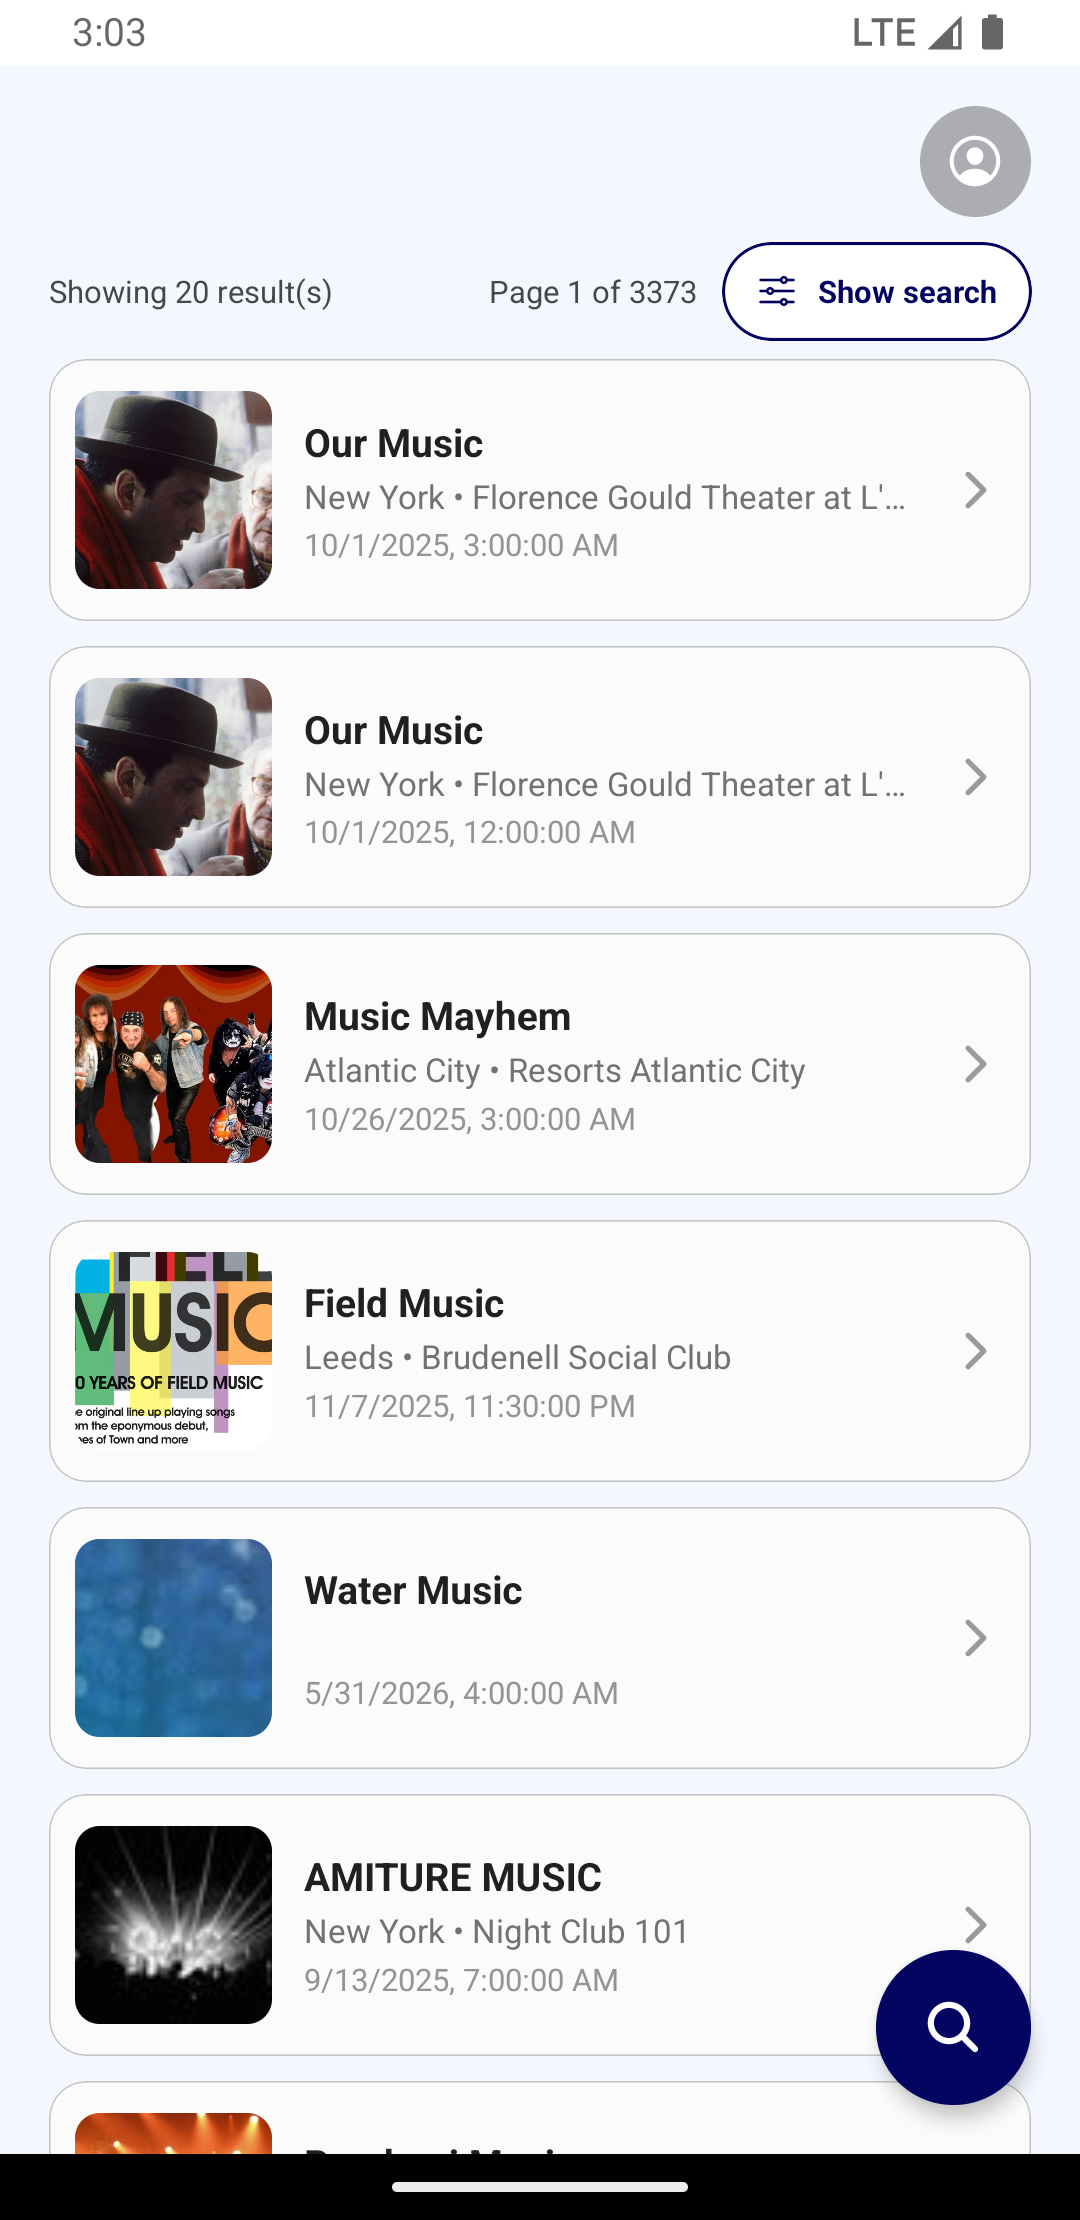 3:03
LTE
Showing 20 result(s)
Page 1 of 3373
Show search
Our Music
New York • Florence Gould Theater at L'...
10/1/2025, 3:00:00 AM
Our Music
New York • Florence Gould Theater at L'...
10/1/2025, 12:00:00 AM
Music Mayhem
Atlantic City • Resorts Atlantic City
10/26/2025, 3:00:00 AM
MUSIC
0 YEARS OF FIELD MUSIC
e original line up playing songs
om the eponymous debut,
nes of Town and more
Field Music
Leeds • Brudenell Social Club
11/7/2025, 11:30:00 PM
Water Music
5/31/2026, 4:00:00 AM
AMITURE MUSIC
New York • Night Club 101
9/13/2025, 7:00:00 AM